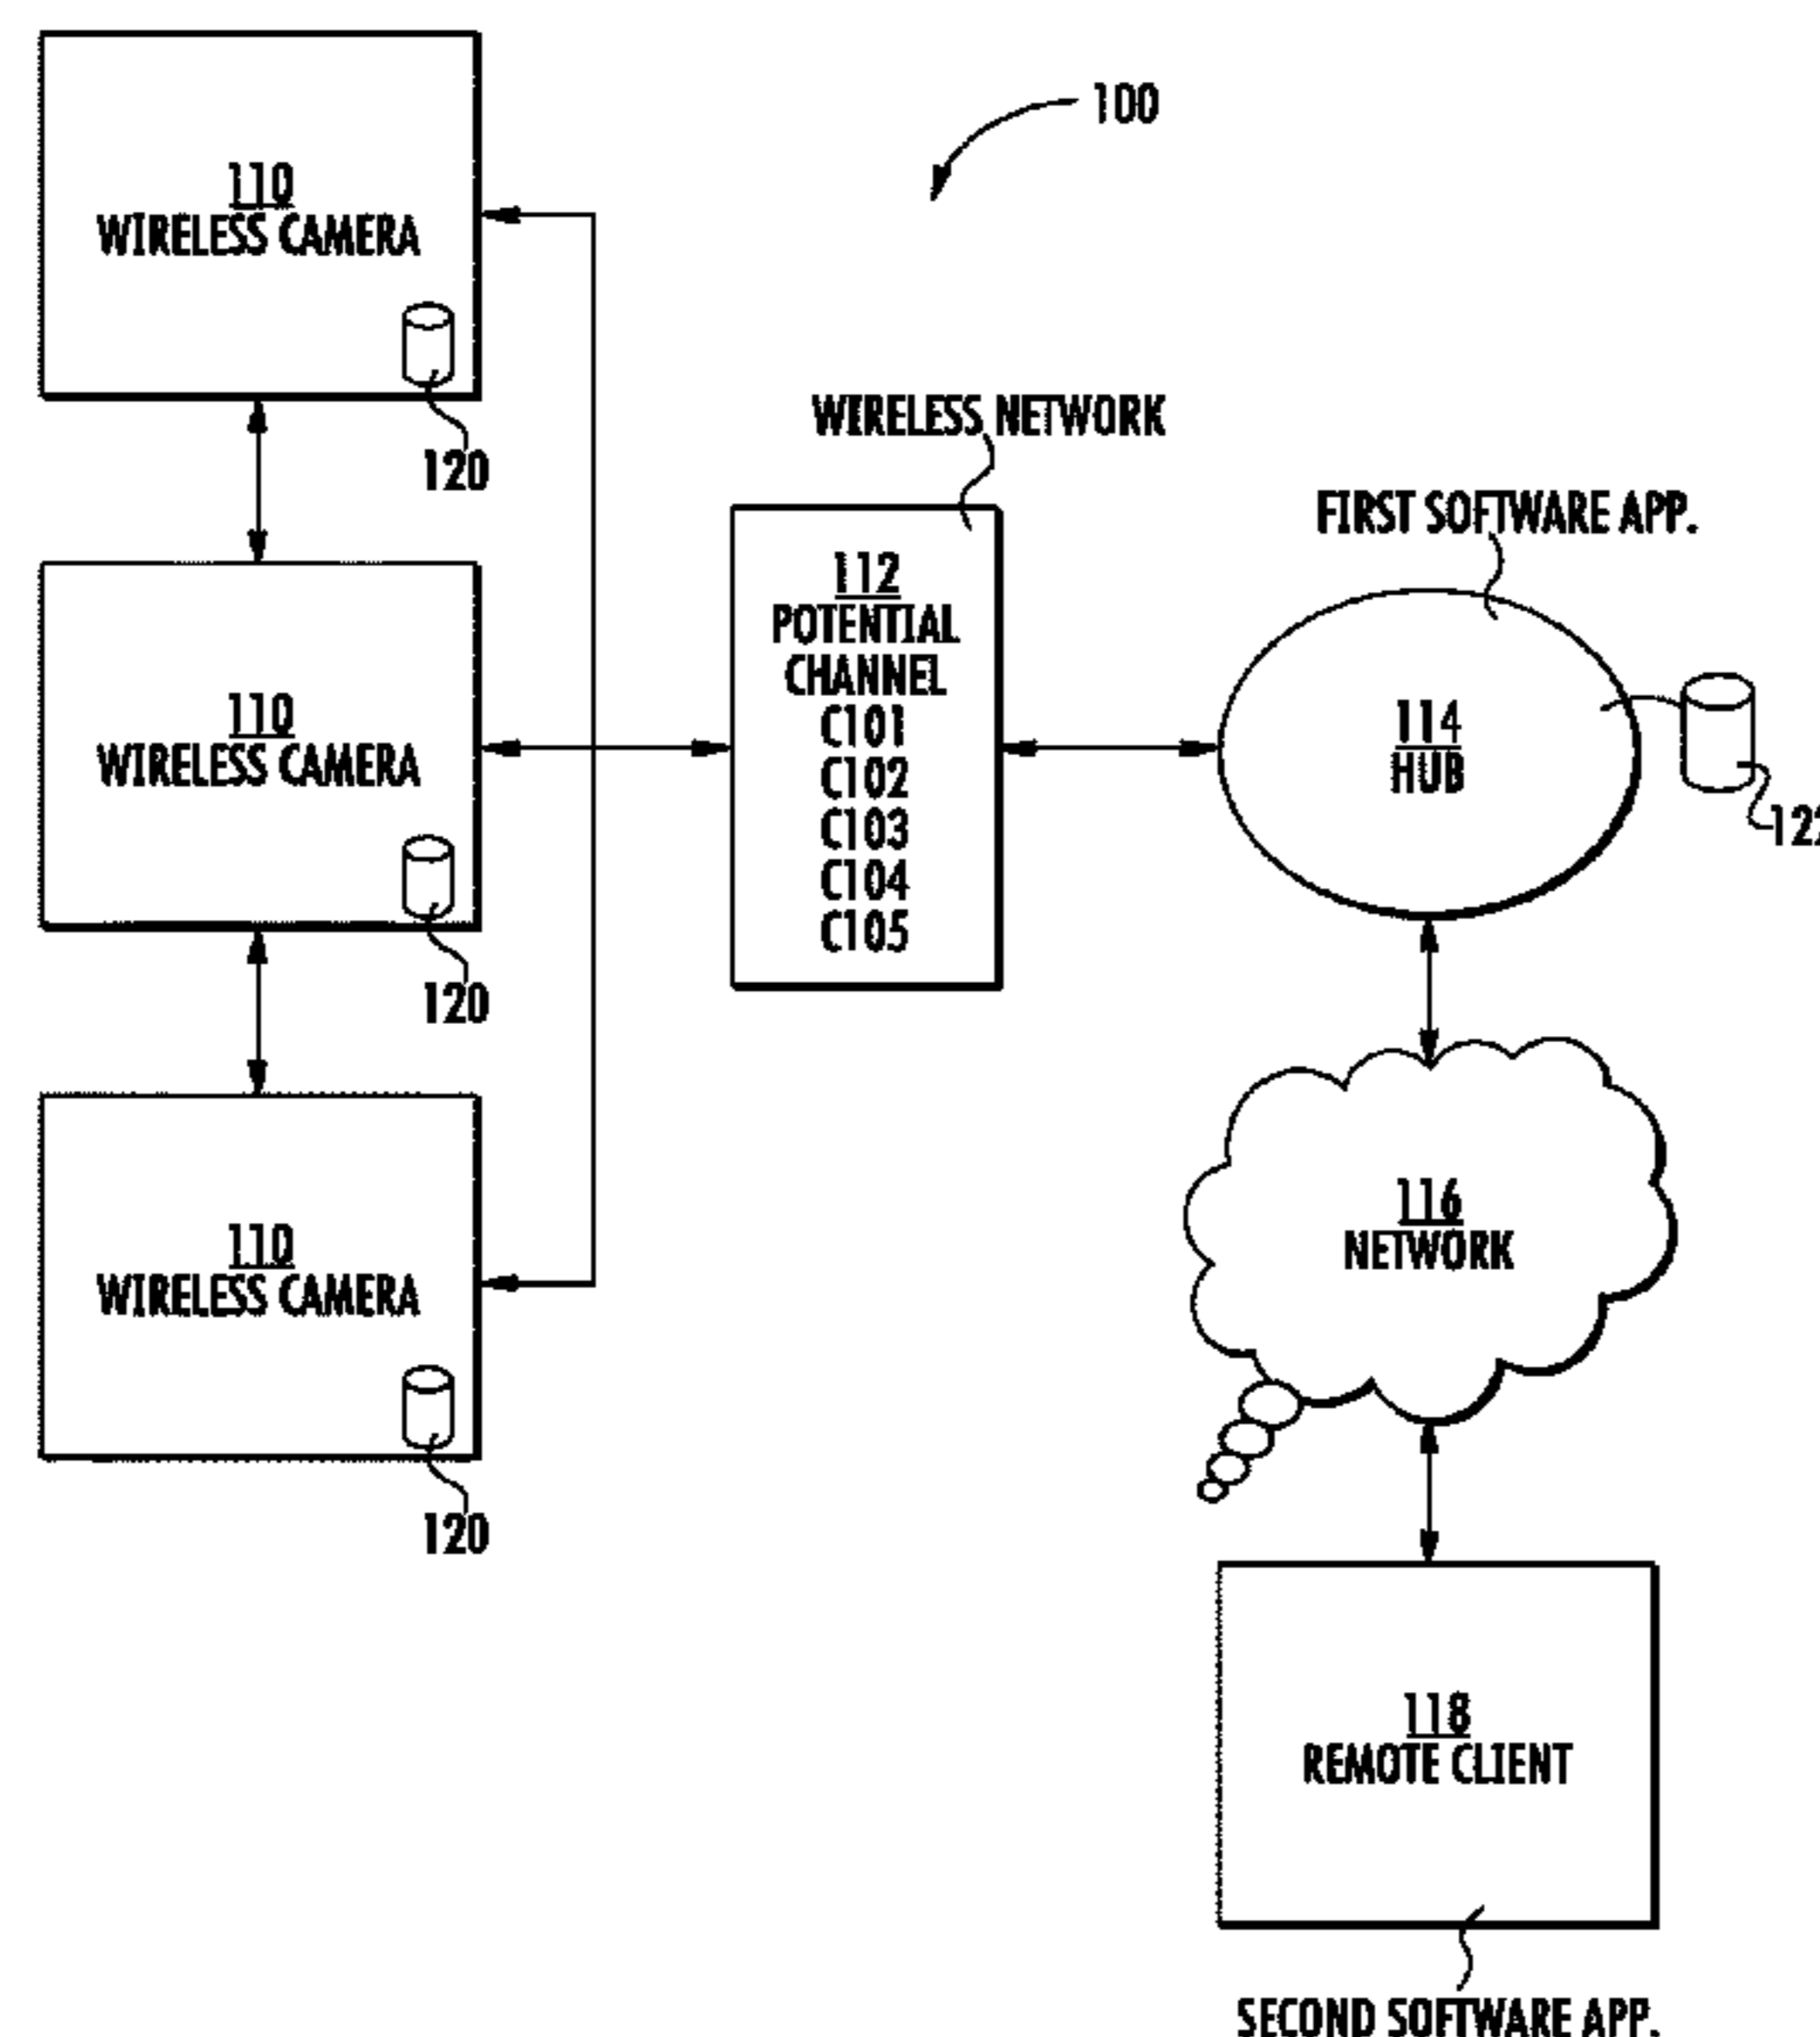 100
110
WIRELESS CAMERA
120
110
WIRELESS CAMERA
120
110
WIRELESS CAMERA
120
WIRELESS NETWORK
112
POTENTIAL
CHANNEL
C101
C102
C103
C104
C105
FIRST SOFTWARE APP.
114
HUB
122
116
NETWORK
118
REMOTE CLIENT
SECOND SOFTWARE APP.